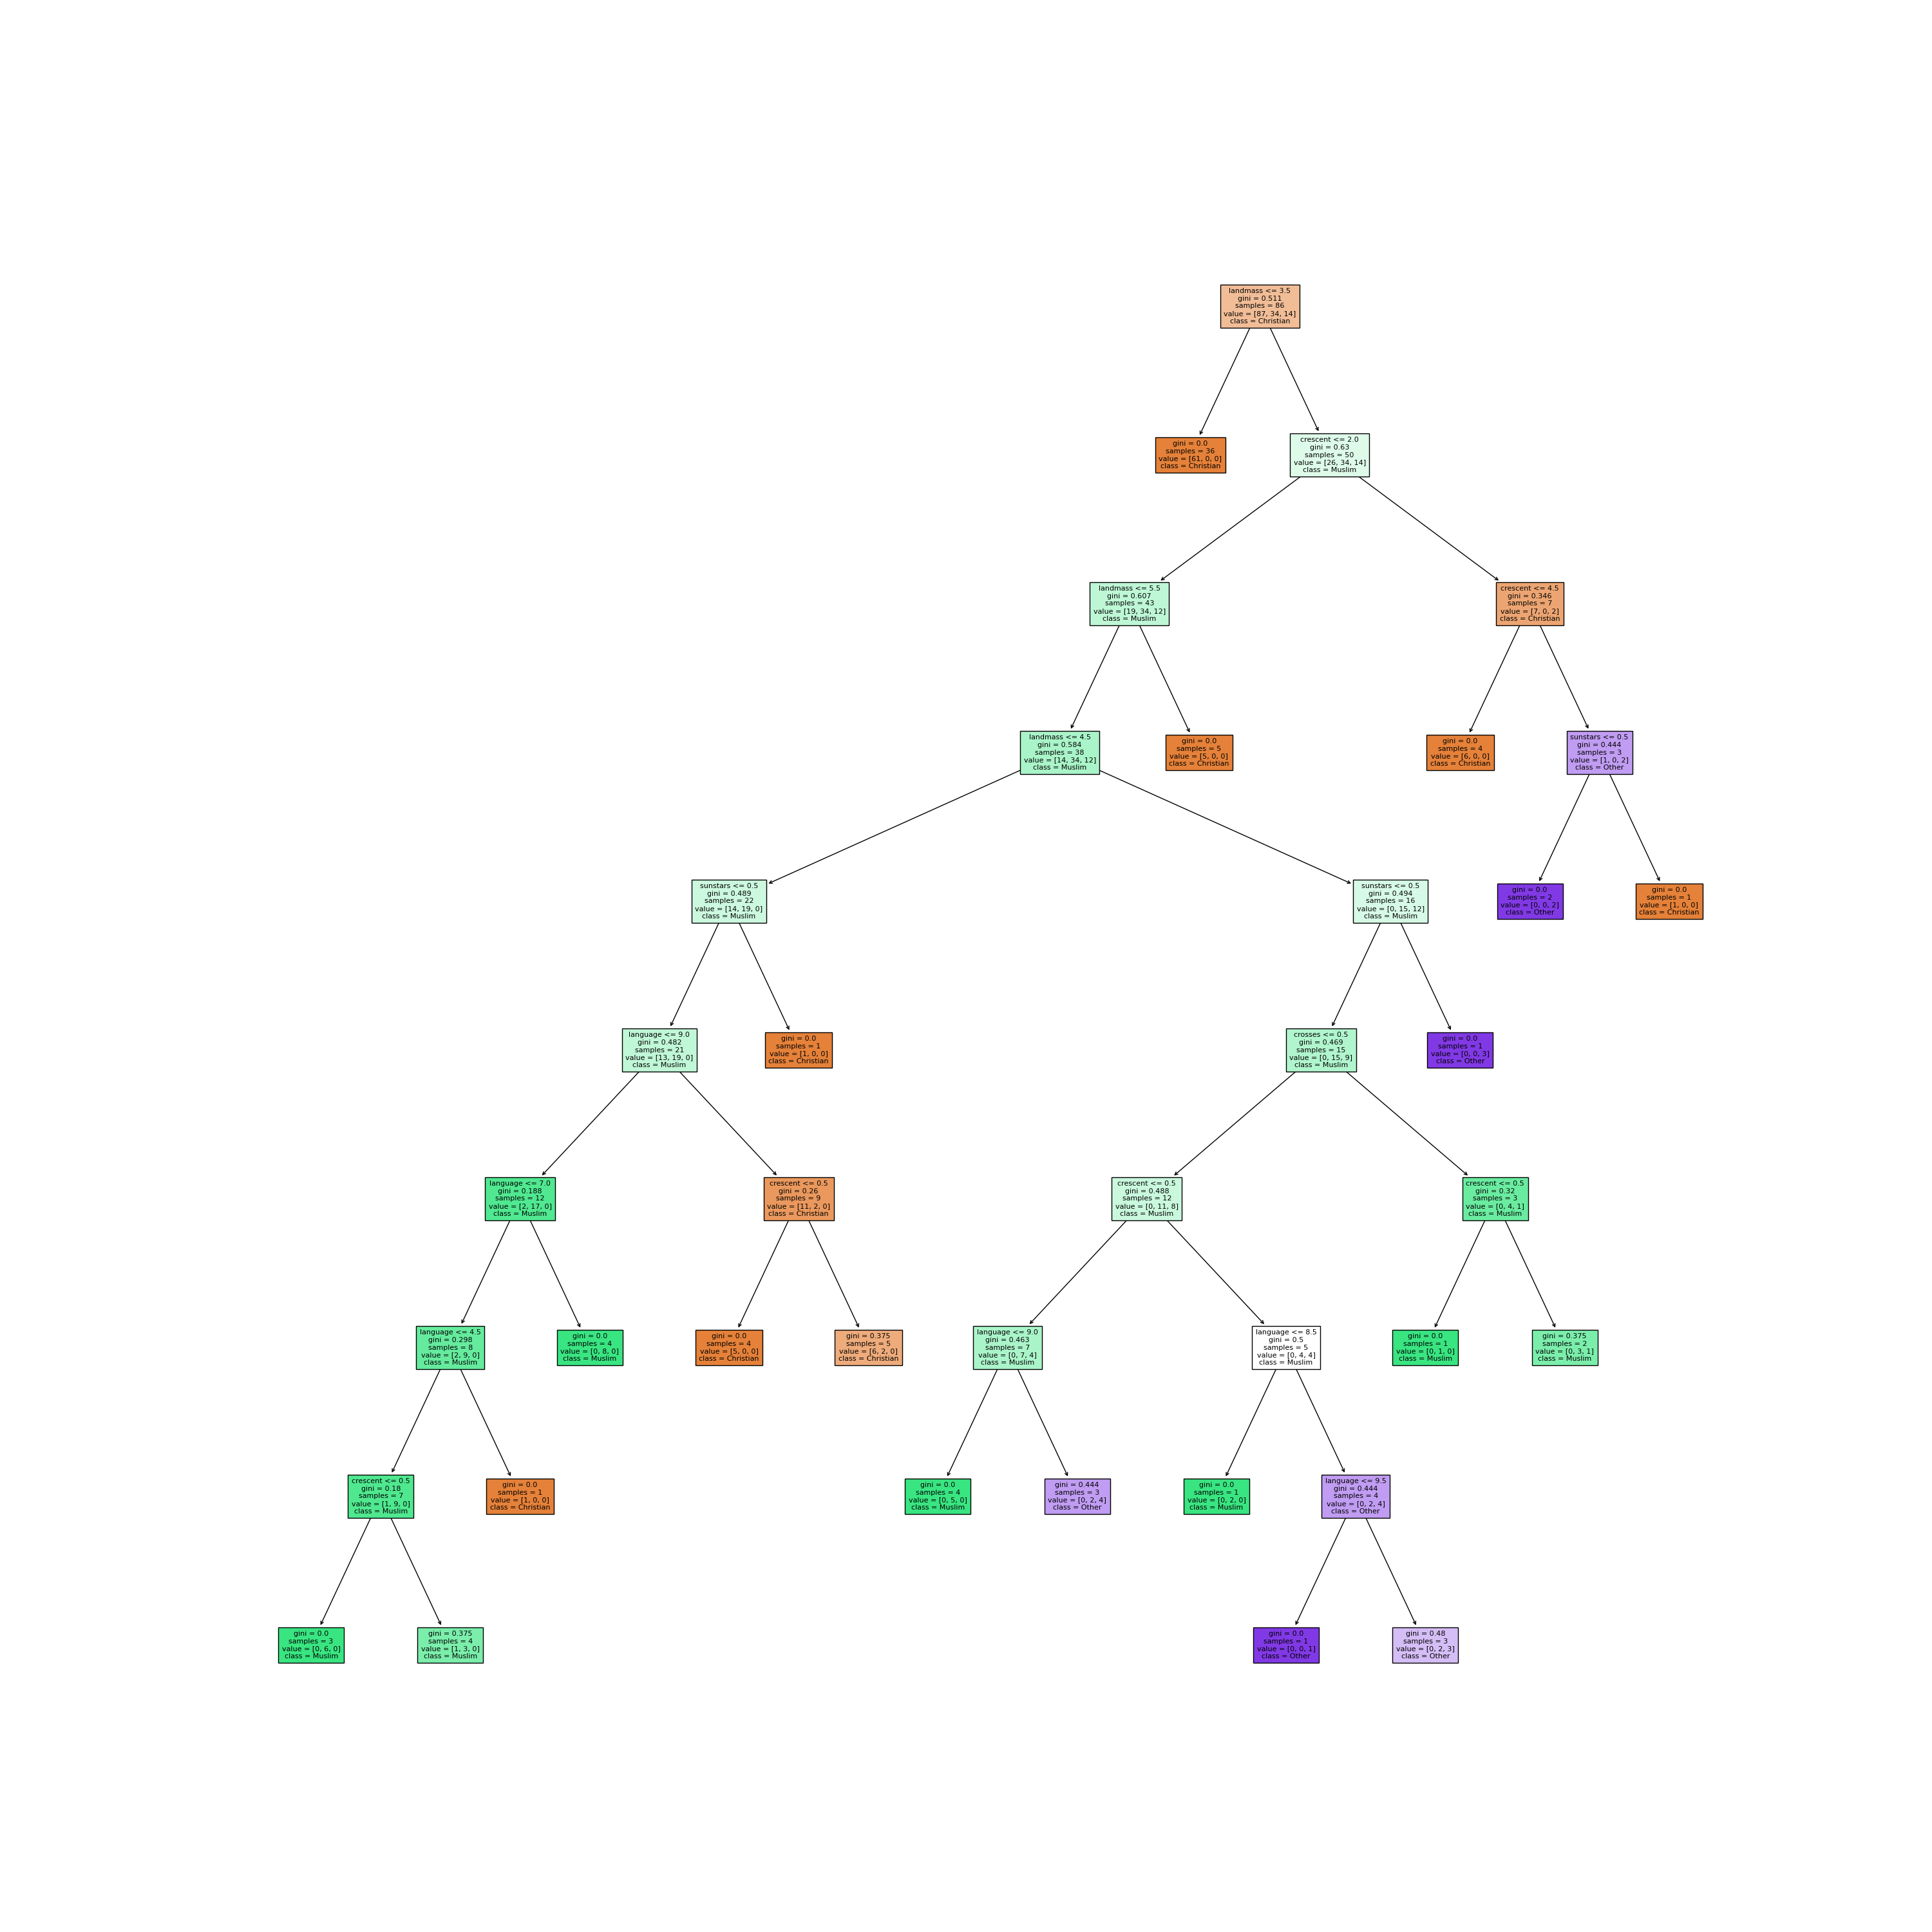 landmass <= 3.5
gini = 0.511
samples = 86
value = [87, 34, 14]
class = Christian
gini = 0.0
samples = 36
value = [61, 0, 0]
class = Christian
crescent <= 2.0
gini = 0.63
samples = 50
value = [26, 34, 14]
class = Muslim
landmass <= 5.5
gini = 0.607
samples = 43
value = [19, 34, 12]
class = Muslim
crescent <= 4.5
gini = 0.346
samples = 7
value = [7, 0, 2]
class = Christian
landmass <= 4.5
gini = 0.584
samples = 38
value = [14, 34, 12]
class = Muslim
gini = 0.0
samples = 5
value = [5, 0, 0]
class = Christian
gini = 0.0
samples = 4
value = [6, 0, 0]
class = Christian
sunstars <= 0.5
gini = 0.444
samples = 3
value = [1, 0, 2]
class = Other
sunstars <= 0.5
gini = 0.489
samples = 22
value = [14, 19, 0]
class = Muslim
sunstars <= 0.5
gini = 0.494
samples = 16
value = [0, 15, 12]
class = Muslim
gini = 0.0
samples = 2
value = [0, 0, 2]
class = Other
gini = 0.0
samples = 1
value = [1, 0, 0]
class = Christian
language <= 9.0
gini = 0.482
samples = 21
value = [13, 19, 0]
class = Muslim
gini = 0.0
samples = 1
value = [1, 0, 0]
class = Christian
crosses <= 0.5
gini = 0.469
samples = 15
value = [0, 15, 9]
class = Muslim
gini = 0.0
samples = 1
value = [0, 0, 3]
class = Other
language <= 7.0
gini = 0.188
samples = 12
value = [2, 17, 0]
class = Muslim
crescent <= 0.5
gini = 0.26
samples = 9
value = [11, 2, 0]
class = Christian
crescent <= 0.5
gini = 0.488
samples = 12
value = [0, 11, 8]
class = Muslim
crescent <= 0.5
gini = 0.32
samples = 3
value = [0, 4, 1]
class = Muslim
language <= 4.5
gini = 0.298
samples = 8
value = [2, 9, 0]
class = Muslim
gini = 0.0
samples = 4
value = [0, 8, 0]
class = Muslim
gini = 0.0
samples = 4
value = [5, 0, 0]
class = Christian
gini = 0.375
samples = 5
value = [6, 2, 0]
class = Christian
language <= 9.0
gini = 0.463
samples = 7
value = [0, 7, 4]
class = Muslim
language <= 8.5
gini = 0.5
samples = 5
value = [0, 4, 4]
class = Muslim
gini = 0.0
samples = 1
value = [0, 1, 0]
class = Muslim
gini = 0.375
samples = 2
value = [0, 3, 1]
class = Muslim
crescent <= 0.5
gini = 0.18
samples = 7
value = [1, 9, 0]
class = Muslim
gini = 0.0
samples = 1
value = [1, 0, 0]
class = Christian
gini = 0.0
samples = 4
value = [0, 5, 0]
class = Muslim
gini = 0.444
samples = 3
value = [0, 2, 4]
class = Other
gini = 0.0
samples = 1
value = [0, 2, 0]
class = Muslim
language <= 9.5
gini = 0.444
samples = 4
value = [0, 2, 4]
class = Other
gini = 0.0
samples = 3
value = [0, 6, 0]
class = Muslim
gini = 0.375
samples = 4
value = [1, 3, 0]
class = Muslim
gini = 0.0
samples = 1
value = [0, 0, 1]
class = Other
gini = 0.48
samples = 3
value = [0, 2, 3]
class = Other